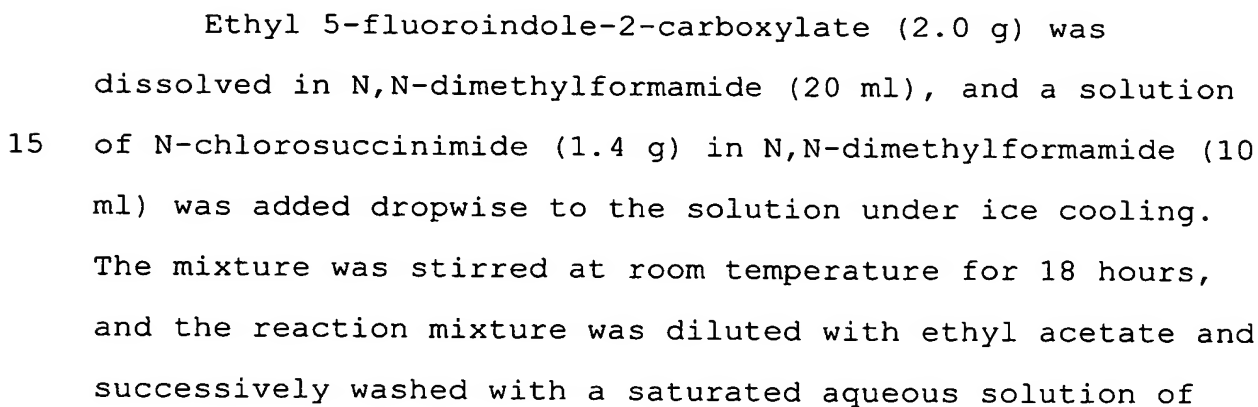 Ethyl 5-fluoroindole-2-carboxylate (2.0 g) was
dissolved in N,N-dimethylformamide (20 ml), and a solution
15 of N-chlorosuccinimide (1.4 g) in N,N-dimethylformamide (10
ml) was added dropwise to the solution under ice cooling.
The mixture was stirred at room temperature for 18 hours,
and the reaction mixture was diluted with ethyl acetate and
successively washed with a saturated aqueous solution of